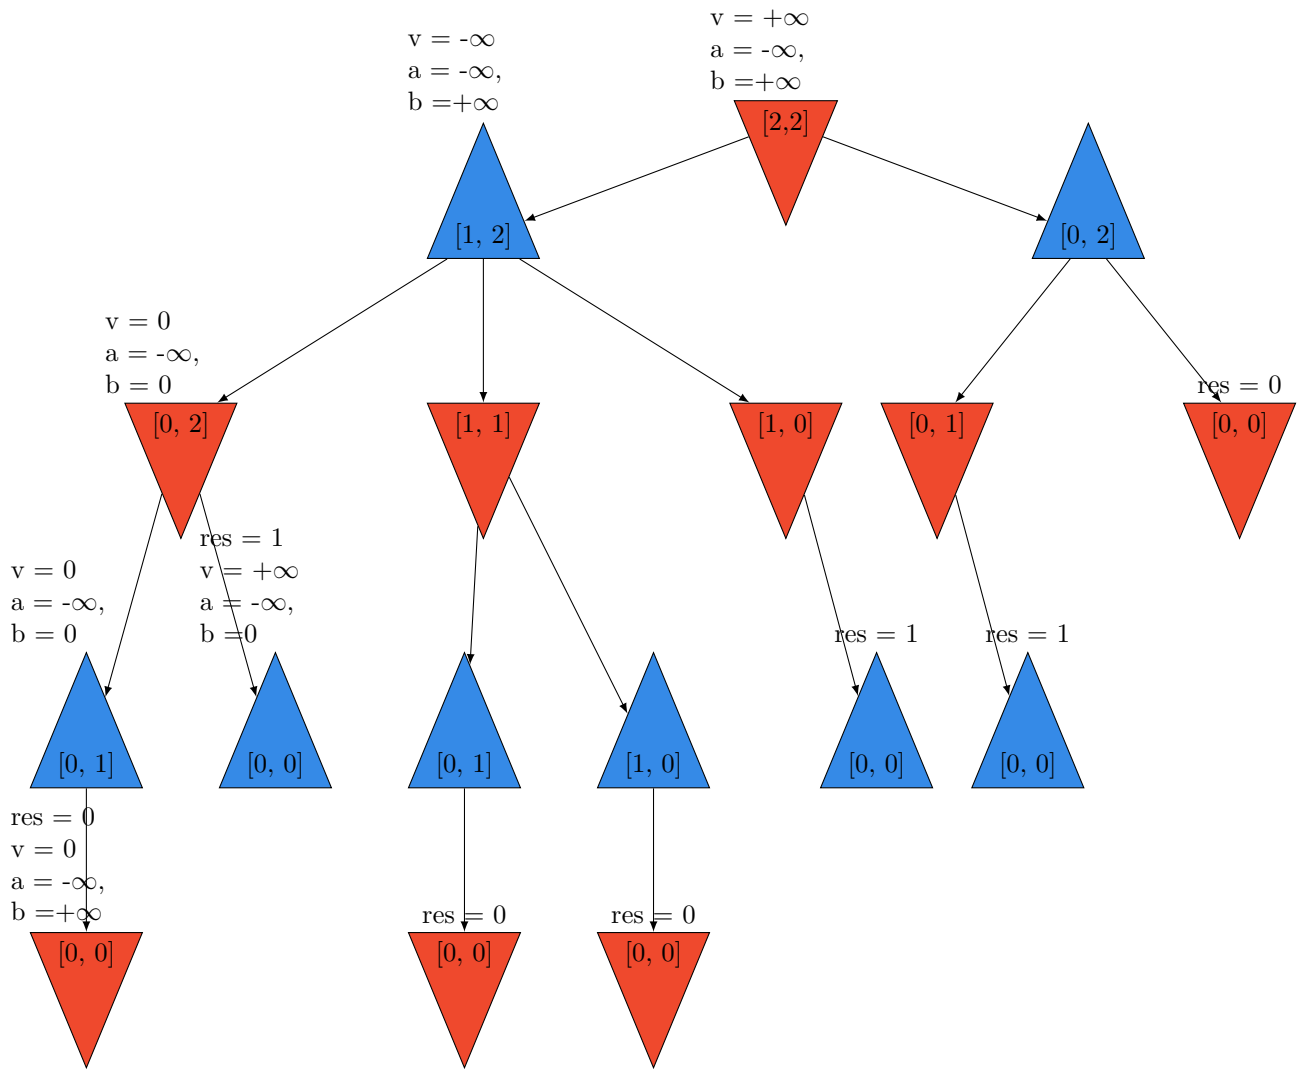 v = +∞
a = -∞,
b =+∞
[2,2]
v = -∞
a = -∞,
b =+∞
[1, 2]
[0, 2]
v = 0
a = -∞,
b = 0
[0, 2]
[1, 1]
[1, 0]
[0, 1]
res = 0
[0, 0]
v = 0
a = -∞,
b = 0
[0, 1]
res = 1
v = +∞
a = -∞,
b =0
[0, 0]
[0, 1]
[1, 0]
res = 1
[0, 0]
res = 1
[0, 0]
res = 0
v = 0
a = -∞,
b =+∞
[0, 0]
res = 0
[0, 0]
res = 0
[0, 0]